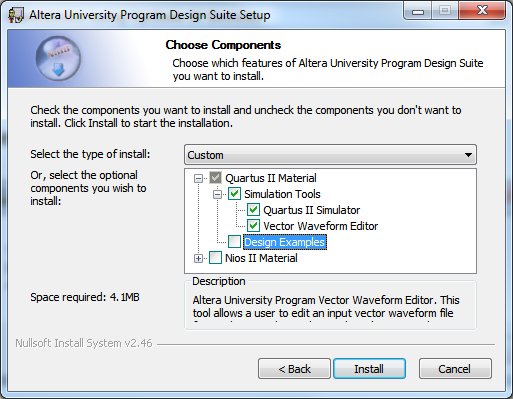 Altera University Program Design Suite Setup
Choose Components
Choose which features of Altera University Program Design Suite
you want to install.
Check the components you want to install and uncheck the components you don't want to
install. Click Install to start the installation.
Select the type of install:
Custom
Or, select the optional
components you wish to
install:
Quartus II Material
Simulation Tools
Quartus II Simulator
Vector Waveform Editor
Design Examples
Nios II Material
Space required: 4.1MB
Description
Altera University Program Vector Waveform Editor. This
tool allows a user to edit an input vector waveform file
Nullsoft Install System v2.46
< Back
Install
Cancel